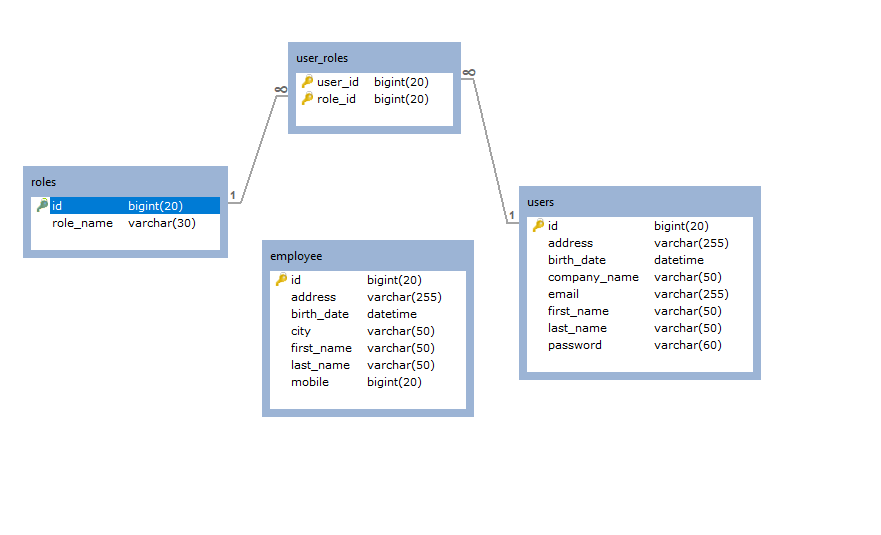 user_roles
user_id bigint(20)
role_id bigint(20)
∞
∞
roles
id bigint(20)
role_name varchar(30)
1
employee
id bigint(20)
address varchar(255)
birth_date datetime
city varchar(50)
first_name varchar(50)
last_name varchar(50)
mobile bigint(20)
1
users
id bigint(20)
address varchar(255)
birth_date datetime
company_name varchar(50)
email varchar(255)
first_name varchar(50)
last_name varchar(50)
password varchar(60)